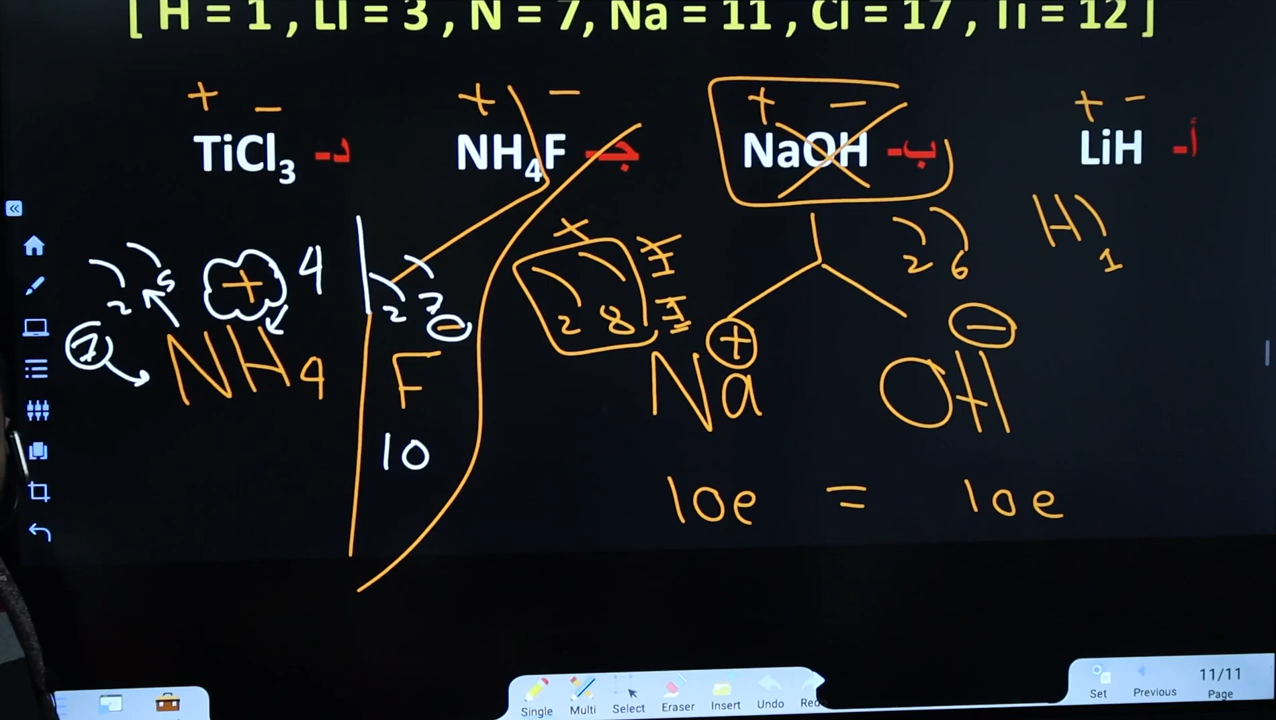 [ H = 1 , Li = 3 , N = 7, Na = 11 , Cl = 17 , Ti = 12 ]
+ − + − + − + −
أ- LiH ب- NaOH جـ- NH₄F د- TiCl₃
H) 1
2 6
2 8
2 7
2 5
+ 4
7
NH4 F Na + OH −
10
10e = 10e
Single Multi Select Eraser Insert Undo
Set Previous 11/11 Page